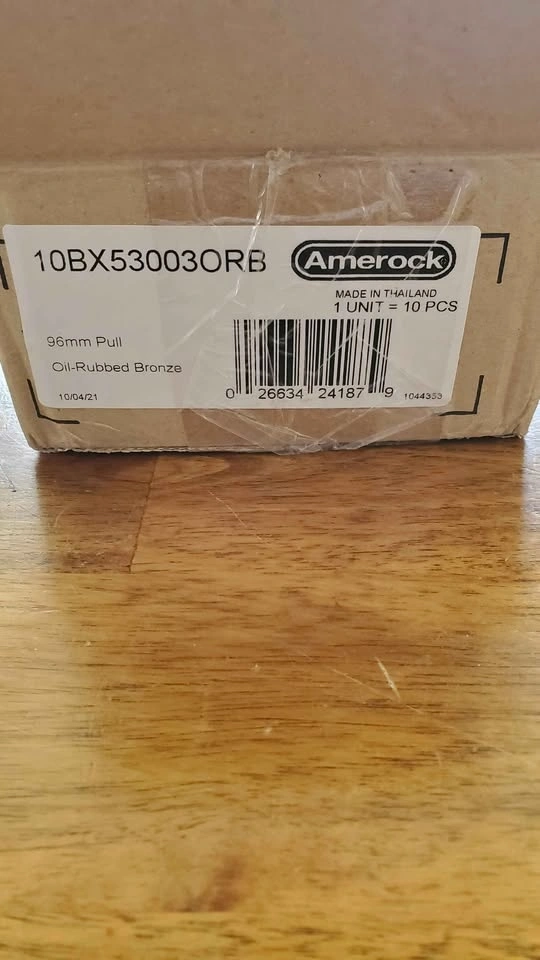 10BX53003ORB
Amerock®
MADE IN THAILAND
1 UNIT = 10 PCS
96mm Pull
Oil-Rubbed Bronze
10/04/21
0 26634 24187 9
1044353